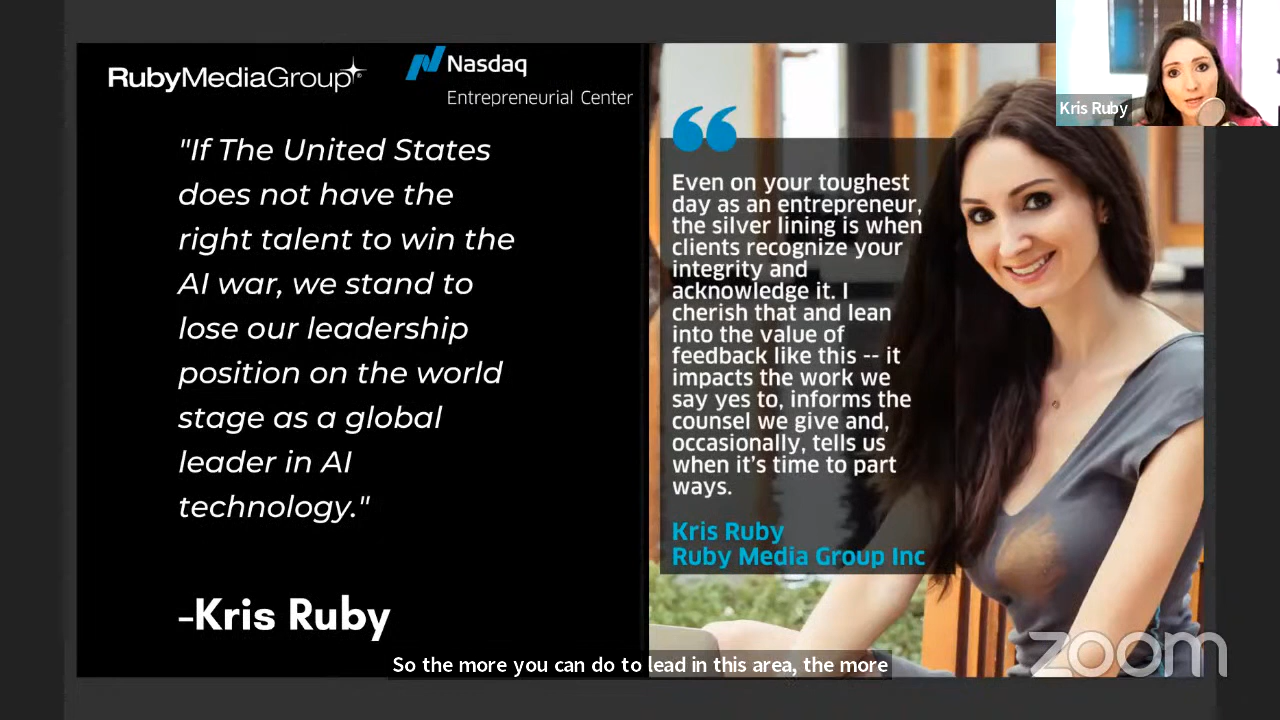 RubyMediaGroup®
Nasdaq
Entrepreneurial Center
"If The United States
does not have the
right talent to win the
AI war, we stand to
lose our leadership
position on the world
stage as a global
leader in AI
technology."
-Kris Ruby
“
Even on your toughest
day as an entrepreneur,
the silver lining is when
clients recognize your
integrity and
acknowledge it. I
cherish that and lean
into the value of
feedback like this -- it
impacts the work we
say yes to, informs the
counsel we give and,
occasionally, tells us
when it’s time to part
ways.
Kris Ruby
Ruby Media Group Inc
Kris Ruby
So the more you can do to lead in this area, the more
zoom